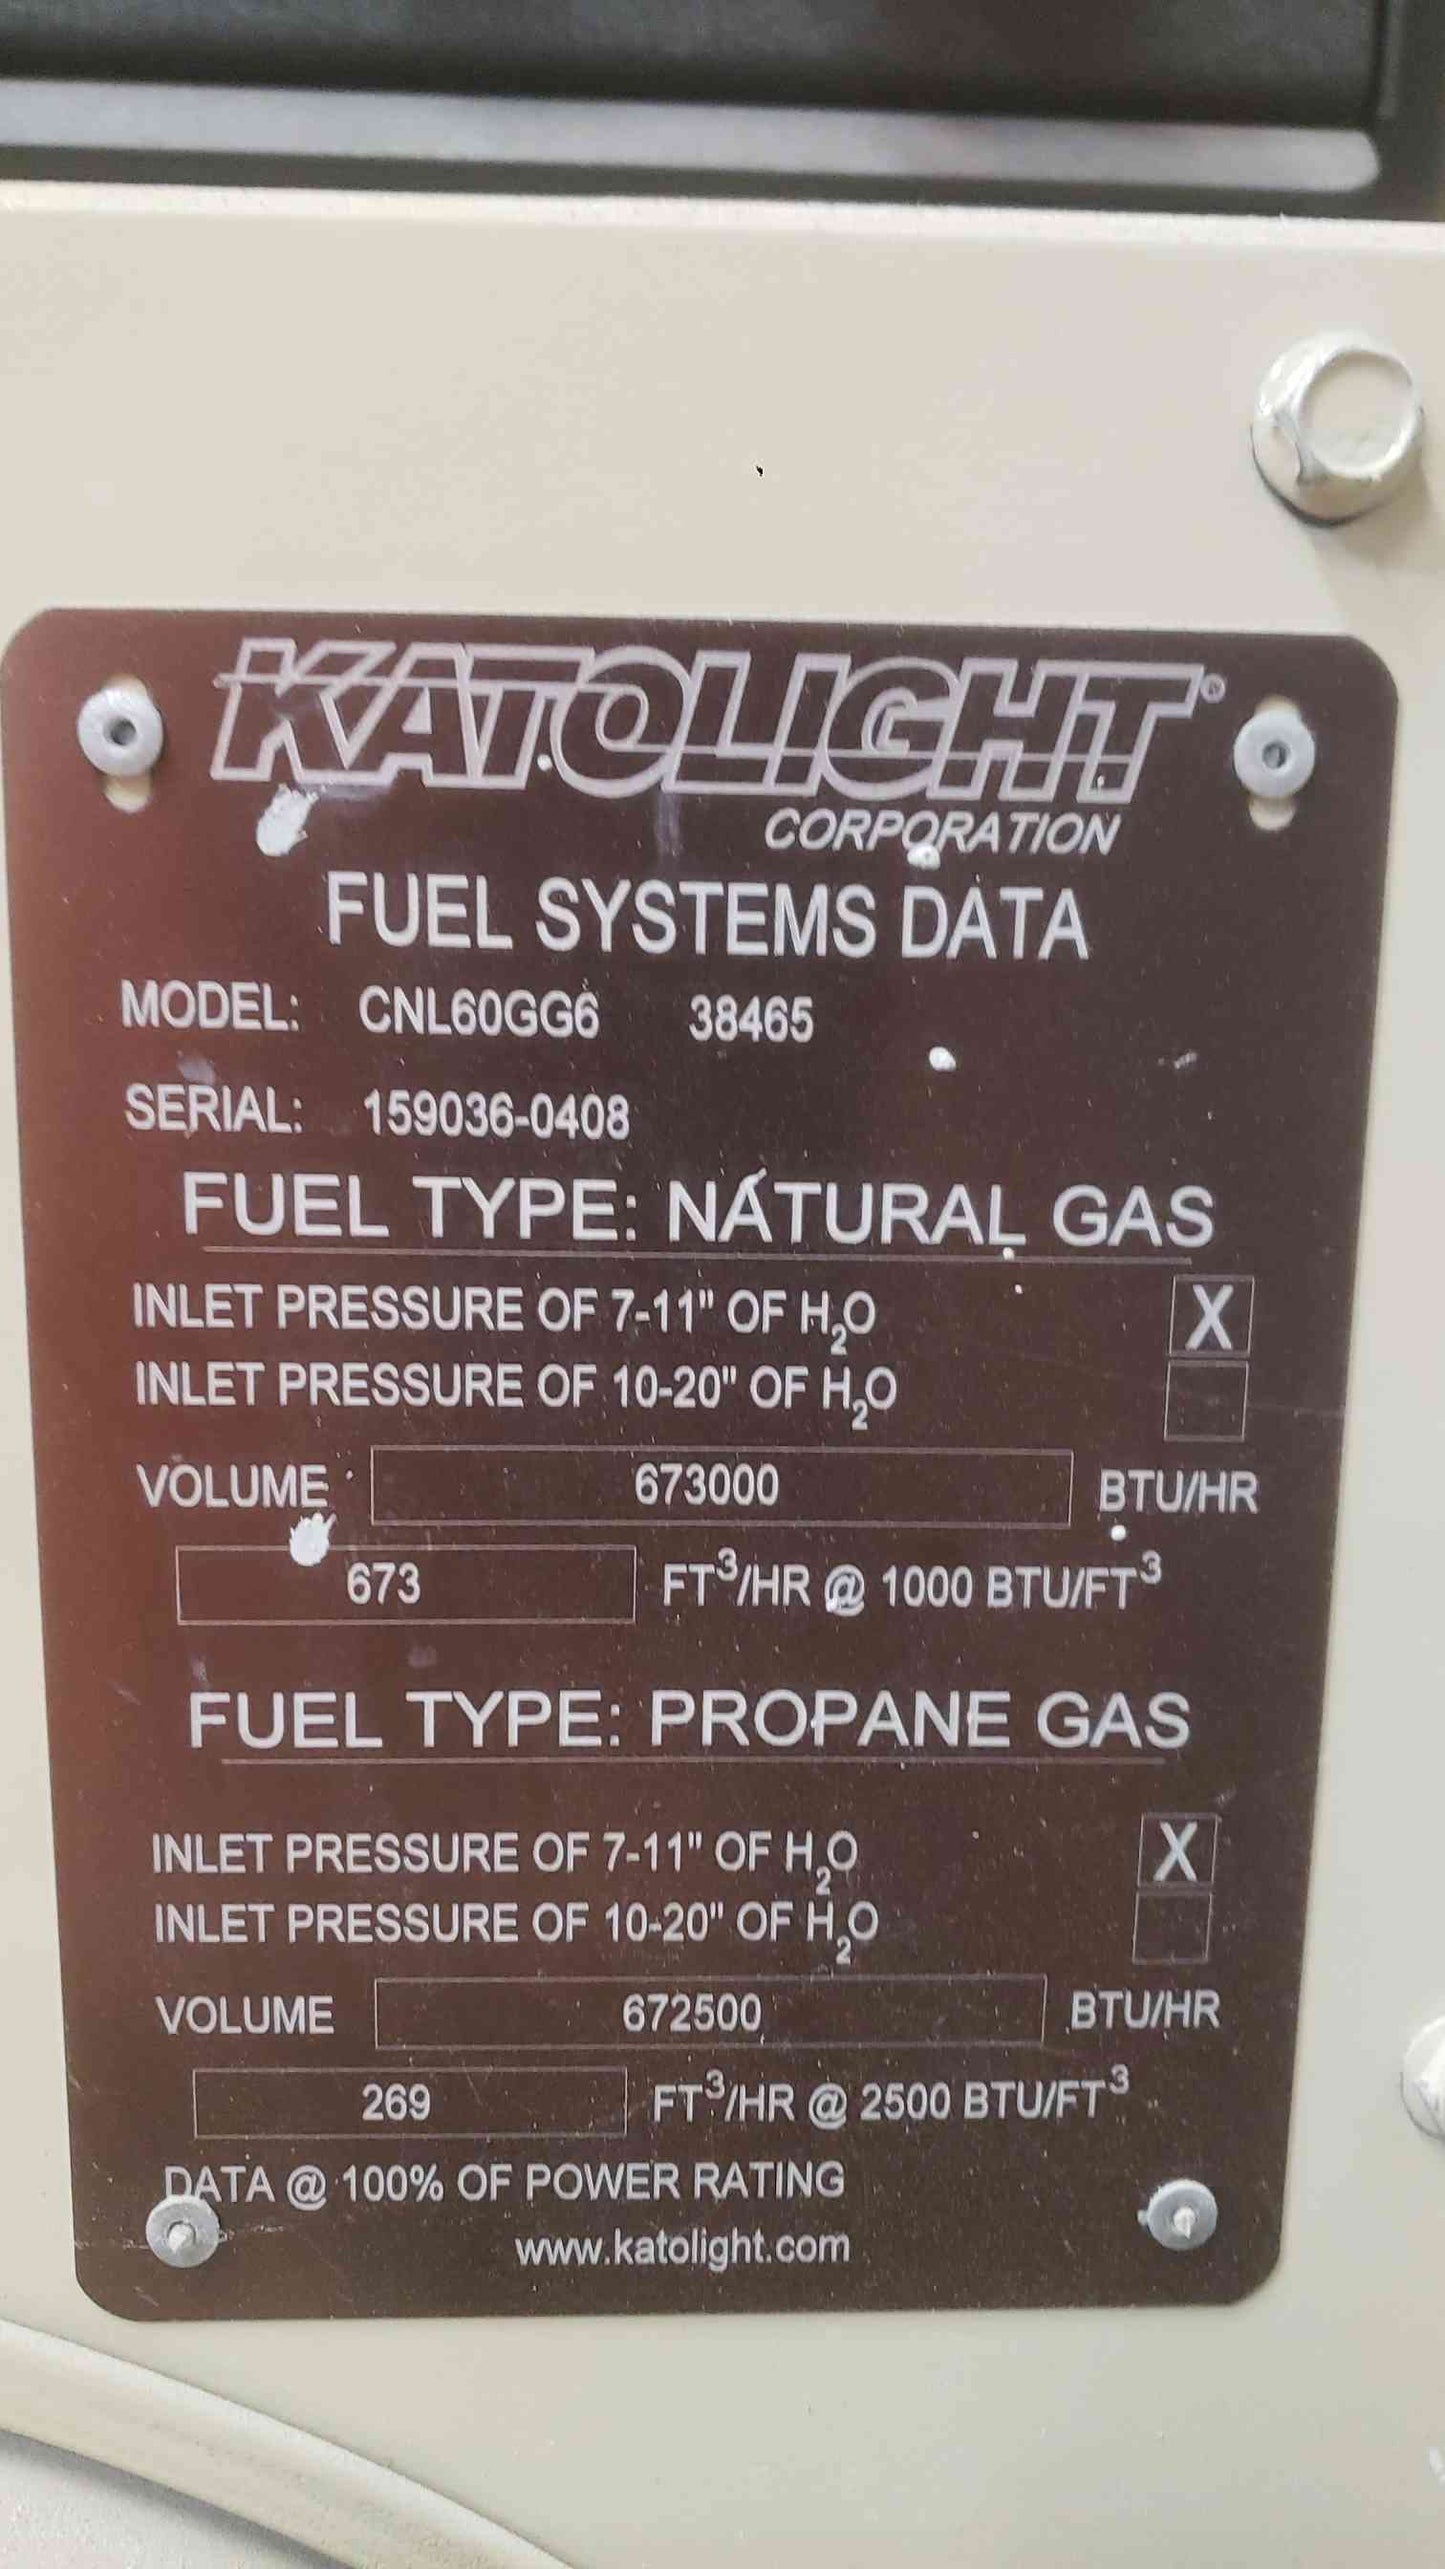 KATOLIGHT®
CORPORATION
FUEL SYSTEMS DATA
MODEL: CNL60GG6 38465
SERIAL: 159036-0408
FUEL TYPE: NATURAL GAS
INLET PRESSURE OF 7-11" OF H₂O X
INLET PRESSURE OF 10-20" OF H₂O
VOLUME 673000 BTU/HR
673 FT³/HR @ 1000 BTU/FT³
FUEL TYPE: PROPANE GAS
INLET PRESSURE OF 7-11" OF H₂O X
INLET PRESSURE OF 10-20" OF H₂O
VOLUME 672500 BTU/HR
269 FT³/HR @ 2500 BTU/FT³
DATA @ 100% OF POWER RATING
www.katolight.com